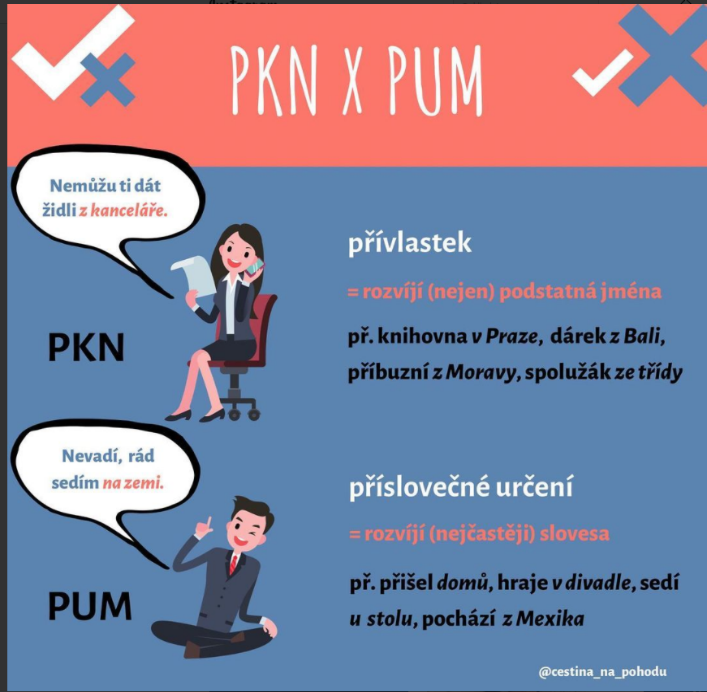 PKN X PUM
Nemůžu ti dát
židli z kanceláře.
PKN
přívlastek
= rozvíjí (nejen) podstatná jména
př. knihovna v Praze, dárek z Bali,
příbuzní z Moravy, spolužák ze třídy
Nevadí, rád
sedím na zemi.
PUM
příslovečné určení
= rozvíjí (nejčastěji) slovesa
př. přišel domů, hraje v divadle, sedí
u stolu, pochází z Mexika
@cestina_na_pohodu